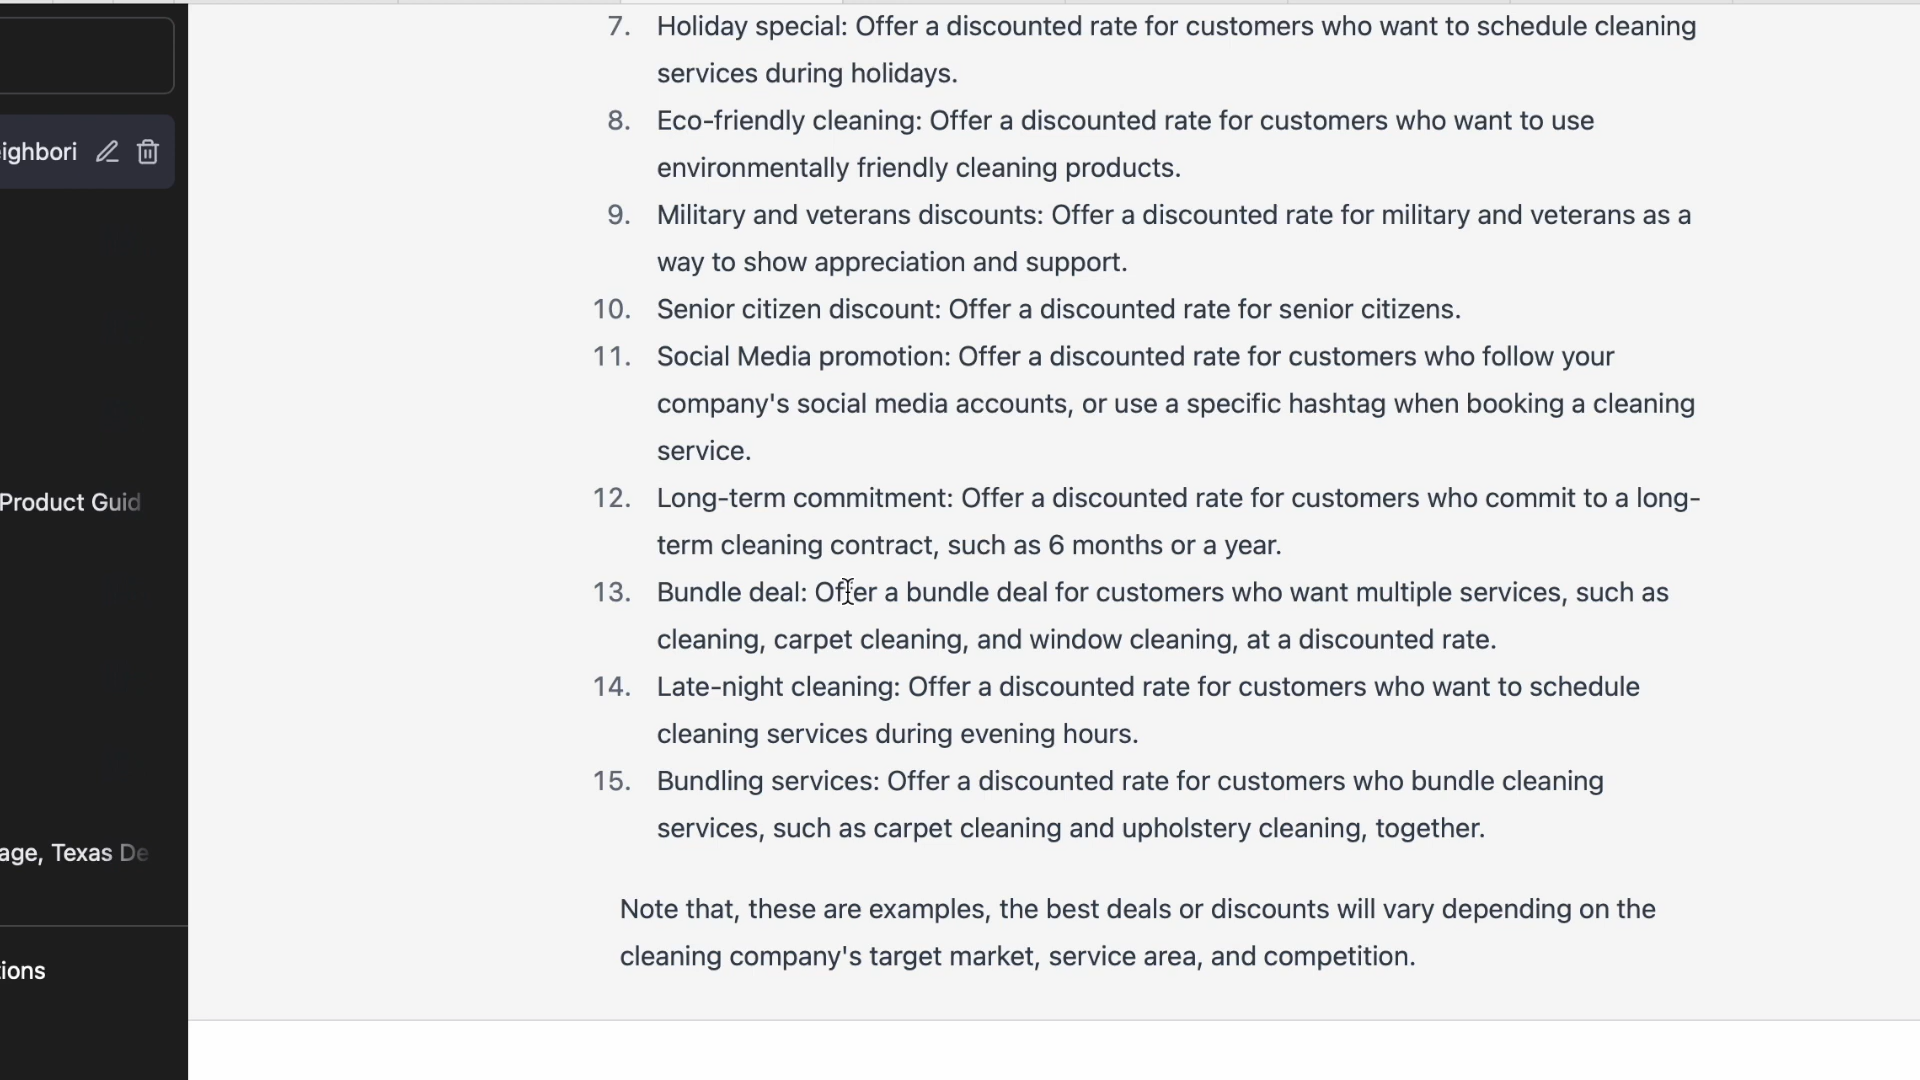 7. Holiday special: Offer a discounted rate for customers who want to schedule cleaning
services during holidays.
8. Eco-friendly cleaning: Offer a discounted rate for customers who want to use
environmentally friendly cleaning products.
9. Military and veterans discounts: Offer a discounted rate for military and veterans as a
way to show appreciation and support.
10. Senior citizen discount: Offer a discounted rate for senior citizens.
11. Social Media promotion: Offer a discounted rate for customers who follow your
company's social media accounts, or use a specific hashtag when booking a cleaning
service.
12. Long-term commitment: Offer a discounted rate for customers who commit to a long-
term cleaning contract, such as 6 months or a year.
13. Bundle deal: Offer a bundle deal for customers who want multiple services, such as
cleaning, carpet cleaning, and window cleaning, at a discounted rate.
14. Late-night cleaning: Offer a discounted rate for customers who want to schedule
cleaning services during evening hours.
15. Bundling services: Offer a discounted rate for customers who bundle cleaning
services, such as carpet cleaning and upholstery cleaning, together.
Note that, these are examples, the best deals or discounts will vary depending on the
cleaning company's target market, service area, and competition.
ighbori
Product Guid
age, Texas De
ions